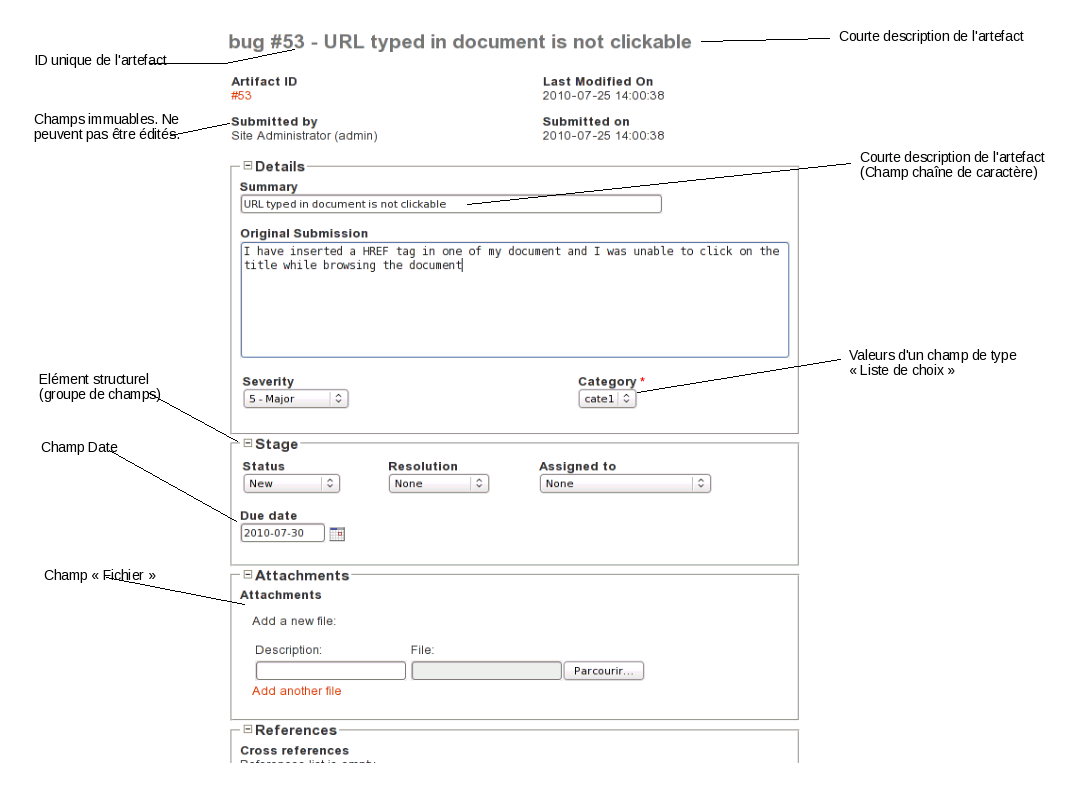 bug #53 - URL typed in document is not clickable
Courte description de l'artefact
ID unique de l'artefact
Artifact ID
Last Modified On
#53
2010-07-25 14:00:38
Champs immuables. Ne
peuvent pas être édités.
Submitted by
Submitted on
Site Administrator (admin)
2010-07-25 14:00:38
Details
Courte description de l'artefact
(Champ chaîne de caractère)
Summary
URL typed in document is not clickable
Original Submission
I have inserted a HREF tag in one of my document and I was unable to click on the
title while browsing the document
Valeurs d'un champ de type
« Liste de choix »
Elément structurel
(groupe de champs)
Severity
Category *
5 - Major
cate1
Stage
Champ Date
Status
Resolution
Assigned to
New
None
None
Due date
2010-07-30
Champ « Fichier »
Attachments
Attachments
Add a new file:
Description:
File:
Parcourir...
Add another file
References
Cross references
References list is empty